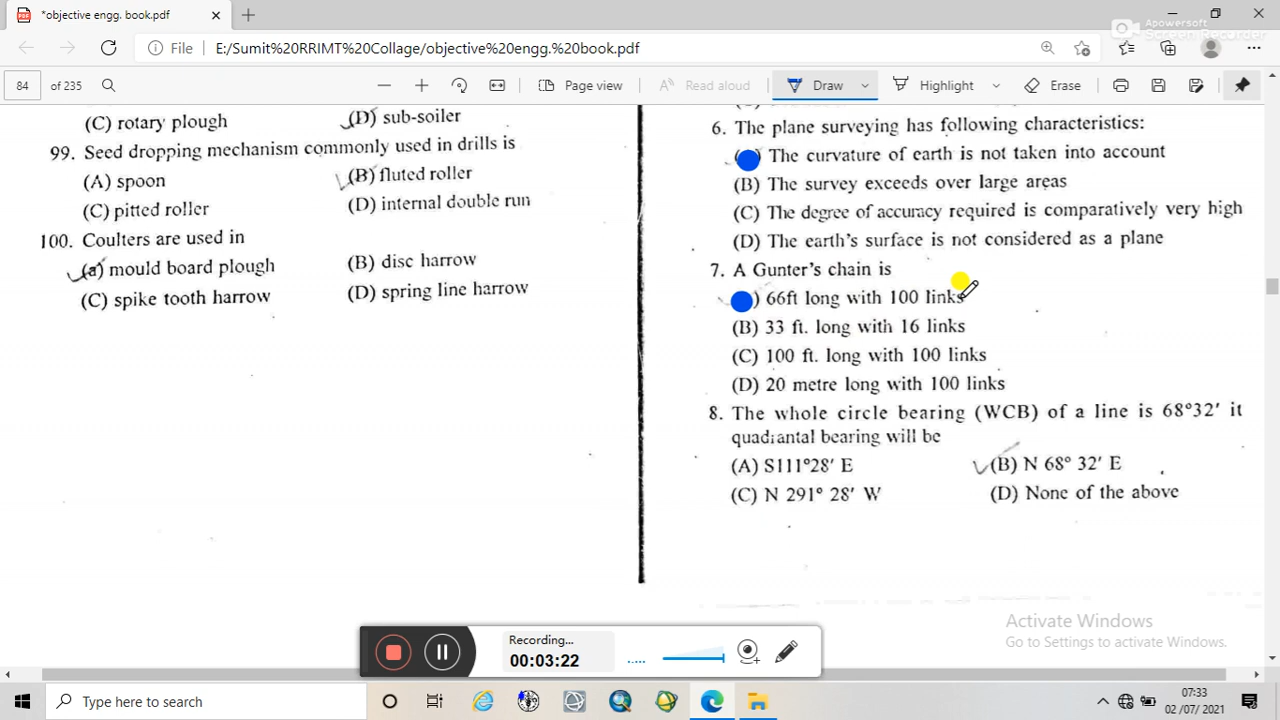 *objective engg. book.pdf
Apowersoft
Screen Recorder
File
E:/Sumit%20RRIMT%20Collage/objective%20engg.%20book.pdf
84 of 235
Page view
Read aloud
Draw
Highlight
Erase
(C) rotary plough (D) sub-soiler
99. Seed dropping mechanism commonly used in drills is
(A) spoon (B) fluted roller
(C) pitted roller (D) internal double run
100. Coulters are used in
(a) mould board plough (B) disc harrow
(C) spike tooth harrow (D) spring line harrow
6. The plane surveying has following characteristics:
) The curvature of earth is not taken into account
(B) The survey exceeds over large areas
(C) The degree of accuracy required is comparatively very high
(D) The earth's surface is not considered as a plane
7. A Gunter's chain is
) 66ft long with 100 links
(B) 33 ft. long with 16 links
(C) 100 ft. long with 100 links
(D) 20 metre long with 100 links
8. The whole circle bearing (WCB) of a line is 68°32′ it
quadrantal bearing will be
(A) S111°28′ E (B) N 68° 32′ E
(C) N 291° 28′ W (D) None of the above
Activate Windows
Go to Settings to activate Windows.
Recording...
00:03:22
Type here to search
07:33
02/07/2021